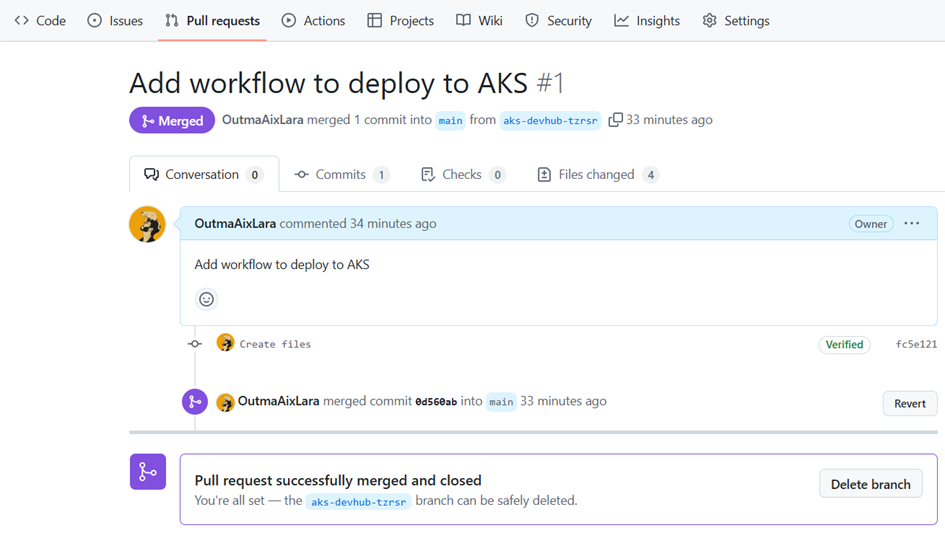 Code Issues Pull requests Actions Projects Wiki Security Insights Settings
Add workflow to deploy to AKS #1
Merged OutmaAixLara merged 1 commit into main from aks-devhub-tzrsr 33 minutes ago
Conversation 0 Commits 1 Checks 0 Files changed 4
OutmaAixLara commented 34 minutes ago Owner ...
Add workflow to deploy to AKS
Create files Verified fc5e121
OutmaAixLara merged commit 0d560ab into main 33 minutes ago Revert
Pull request successfully merged and closed
You're all set — the aks-devhub-tzrsr branch can be safely deleted.
Delete branch